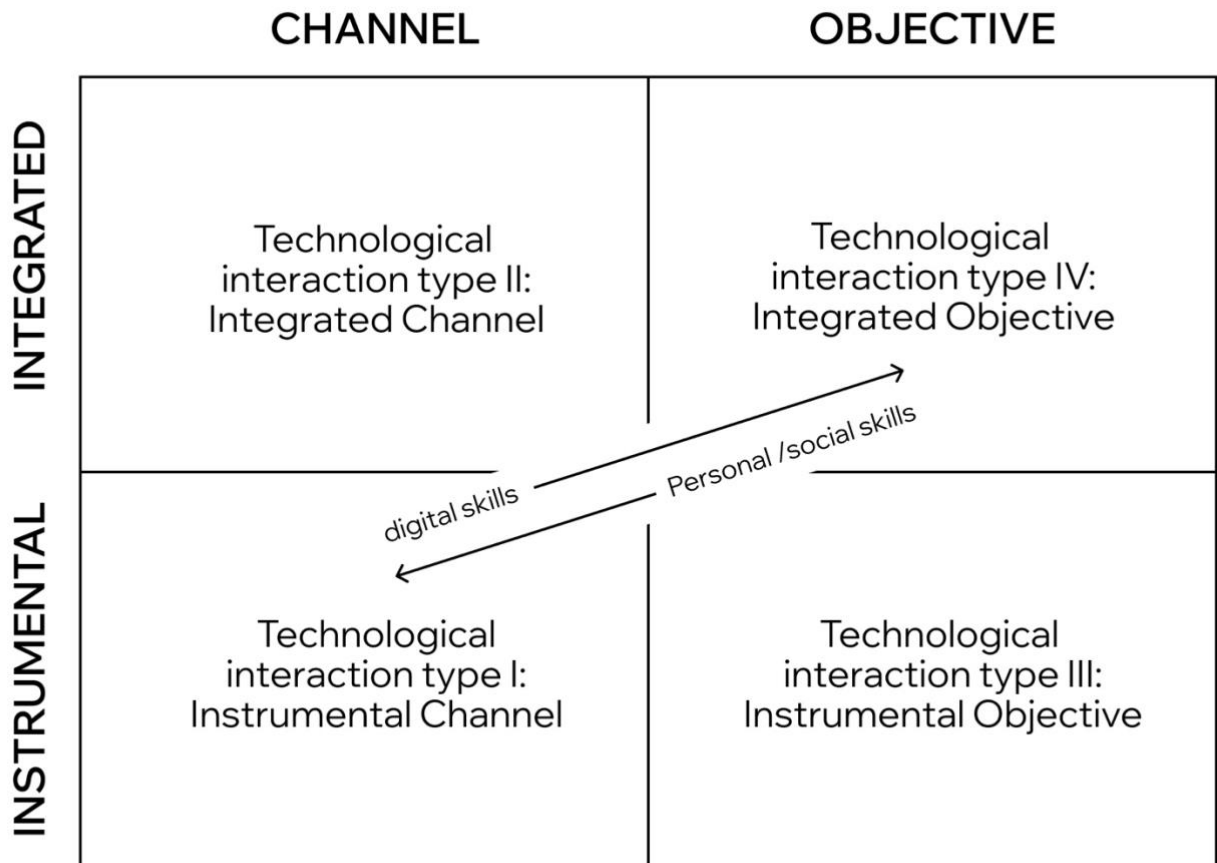 CHANNEL
OBJECTIVE
INTEGRATED
Technological
interaction type II:
Integrated Channel
Technological
interaction type IV:
Integrated Objective
digital skills
Personal /social skills
INSTRUMENTAL
Technological
interaction type I:
Instrumental Channel
Technological
interaction type III:
Instrumental Objective